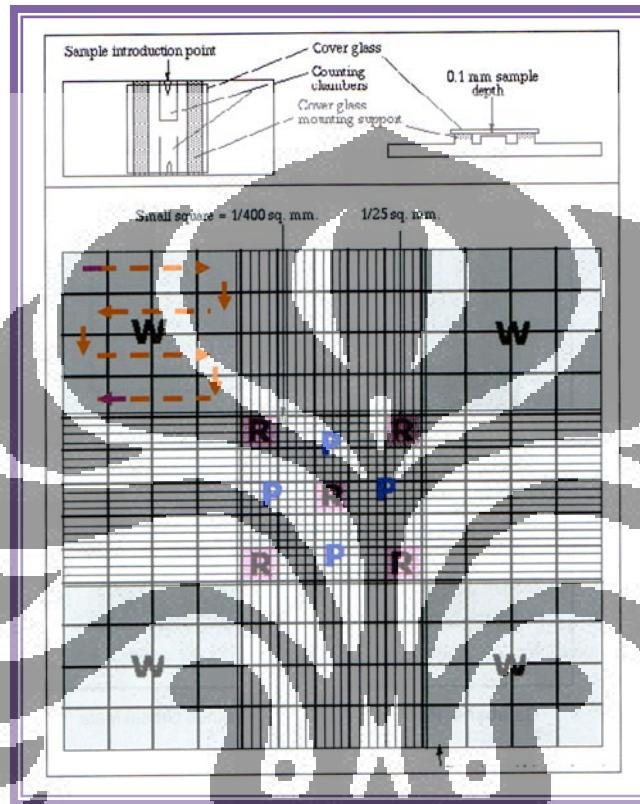 Sample introduction point
Cover glass
Counting chambers
Cover glass mounting support
0.1 mm sample depth
Small square = 1/400 sq. mm.
1/25 sq. mm.
W
W
R
R
P
P
R
P
R
P
R
W
W